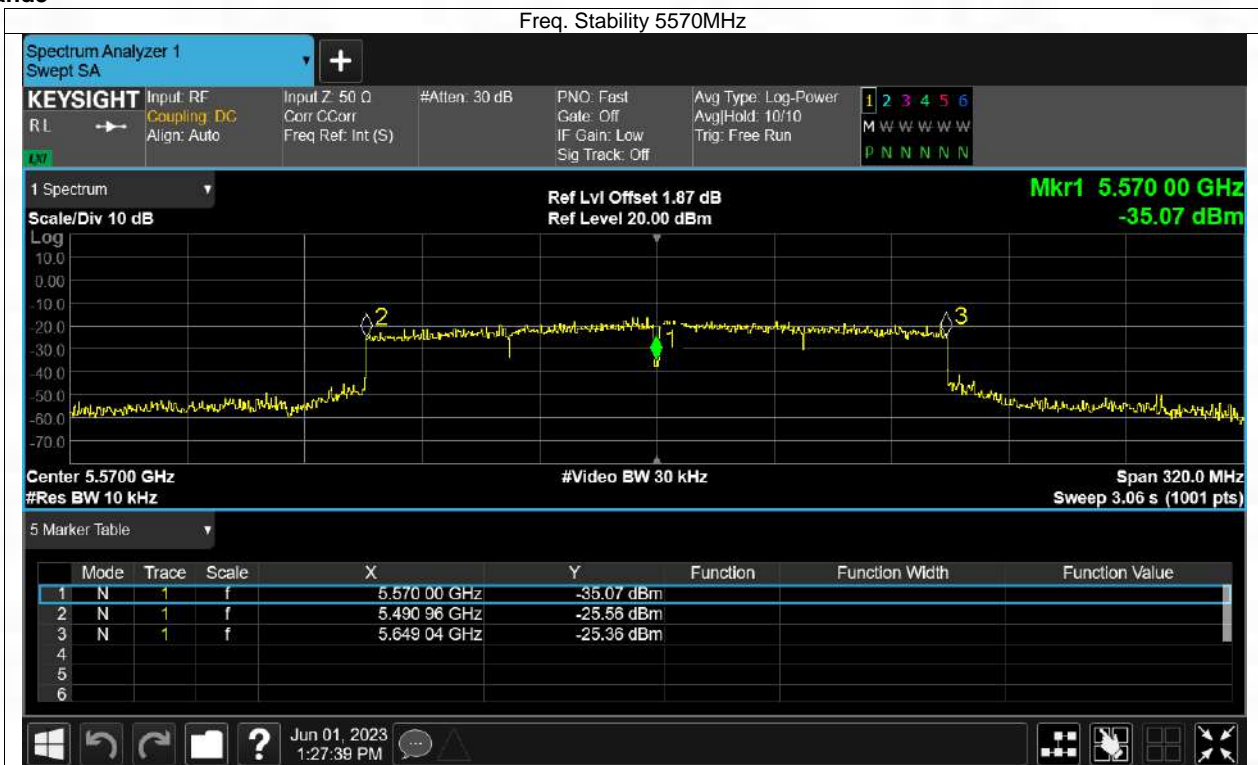 Freq. Stability 5570MHz
Spectrum Analyzer 1
Swept SA
+
KEYSIGHT Input: RF Input Z: 50 Ω #Atten: 30 dB PNO: Fast Avg Type: Log-Power 1 2 3 4 5 6
RL Coupling: DC Corr CCorr Gate: Off Avg|Hold: 10/10 M W W W W W
Align: Auto Freq Ref: Int (S) IF Gain: Low Trig: Free Run
LXI Sig Track: Off P N N N N N
1 Spectrum Ref Lvl Offset 1.87 dB Mkr1 5.570 00 GHz
Scale/Div 10 dB Ref Level 20.00 dBm -35.07 dBm
Log
10.0
0.00
-10.0
2 3
-20.0
1
-30.0
-40.0
-50.0
-60.0
-70.0
Center 5.5700 GHz #Video BW 30 kHz Span 320.0 MHz
#Res BW 10 kHz Sweep 3.06 s (1001 pts)
5 Marker Table
Mode Trace Scale X Y Function Function Width Function Value
1 N 1 f 5.570 00 GHz -35.07 dBm
2 N 1 f 5.490 96 GHz -25.56 dBm
3 N 1 f 5.649 04 GHz -25.36 dBm
4
5
6
? Jun 01, 2023
1:27:39 PM